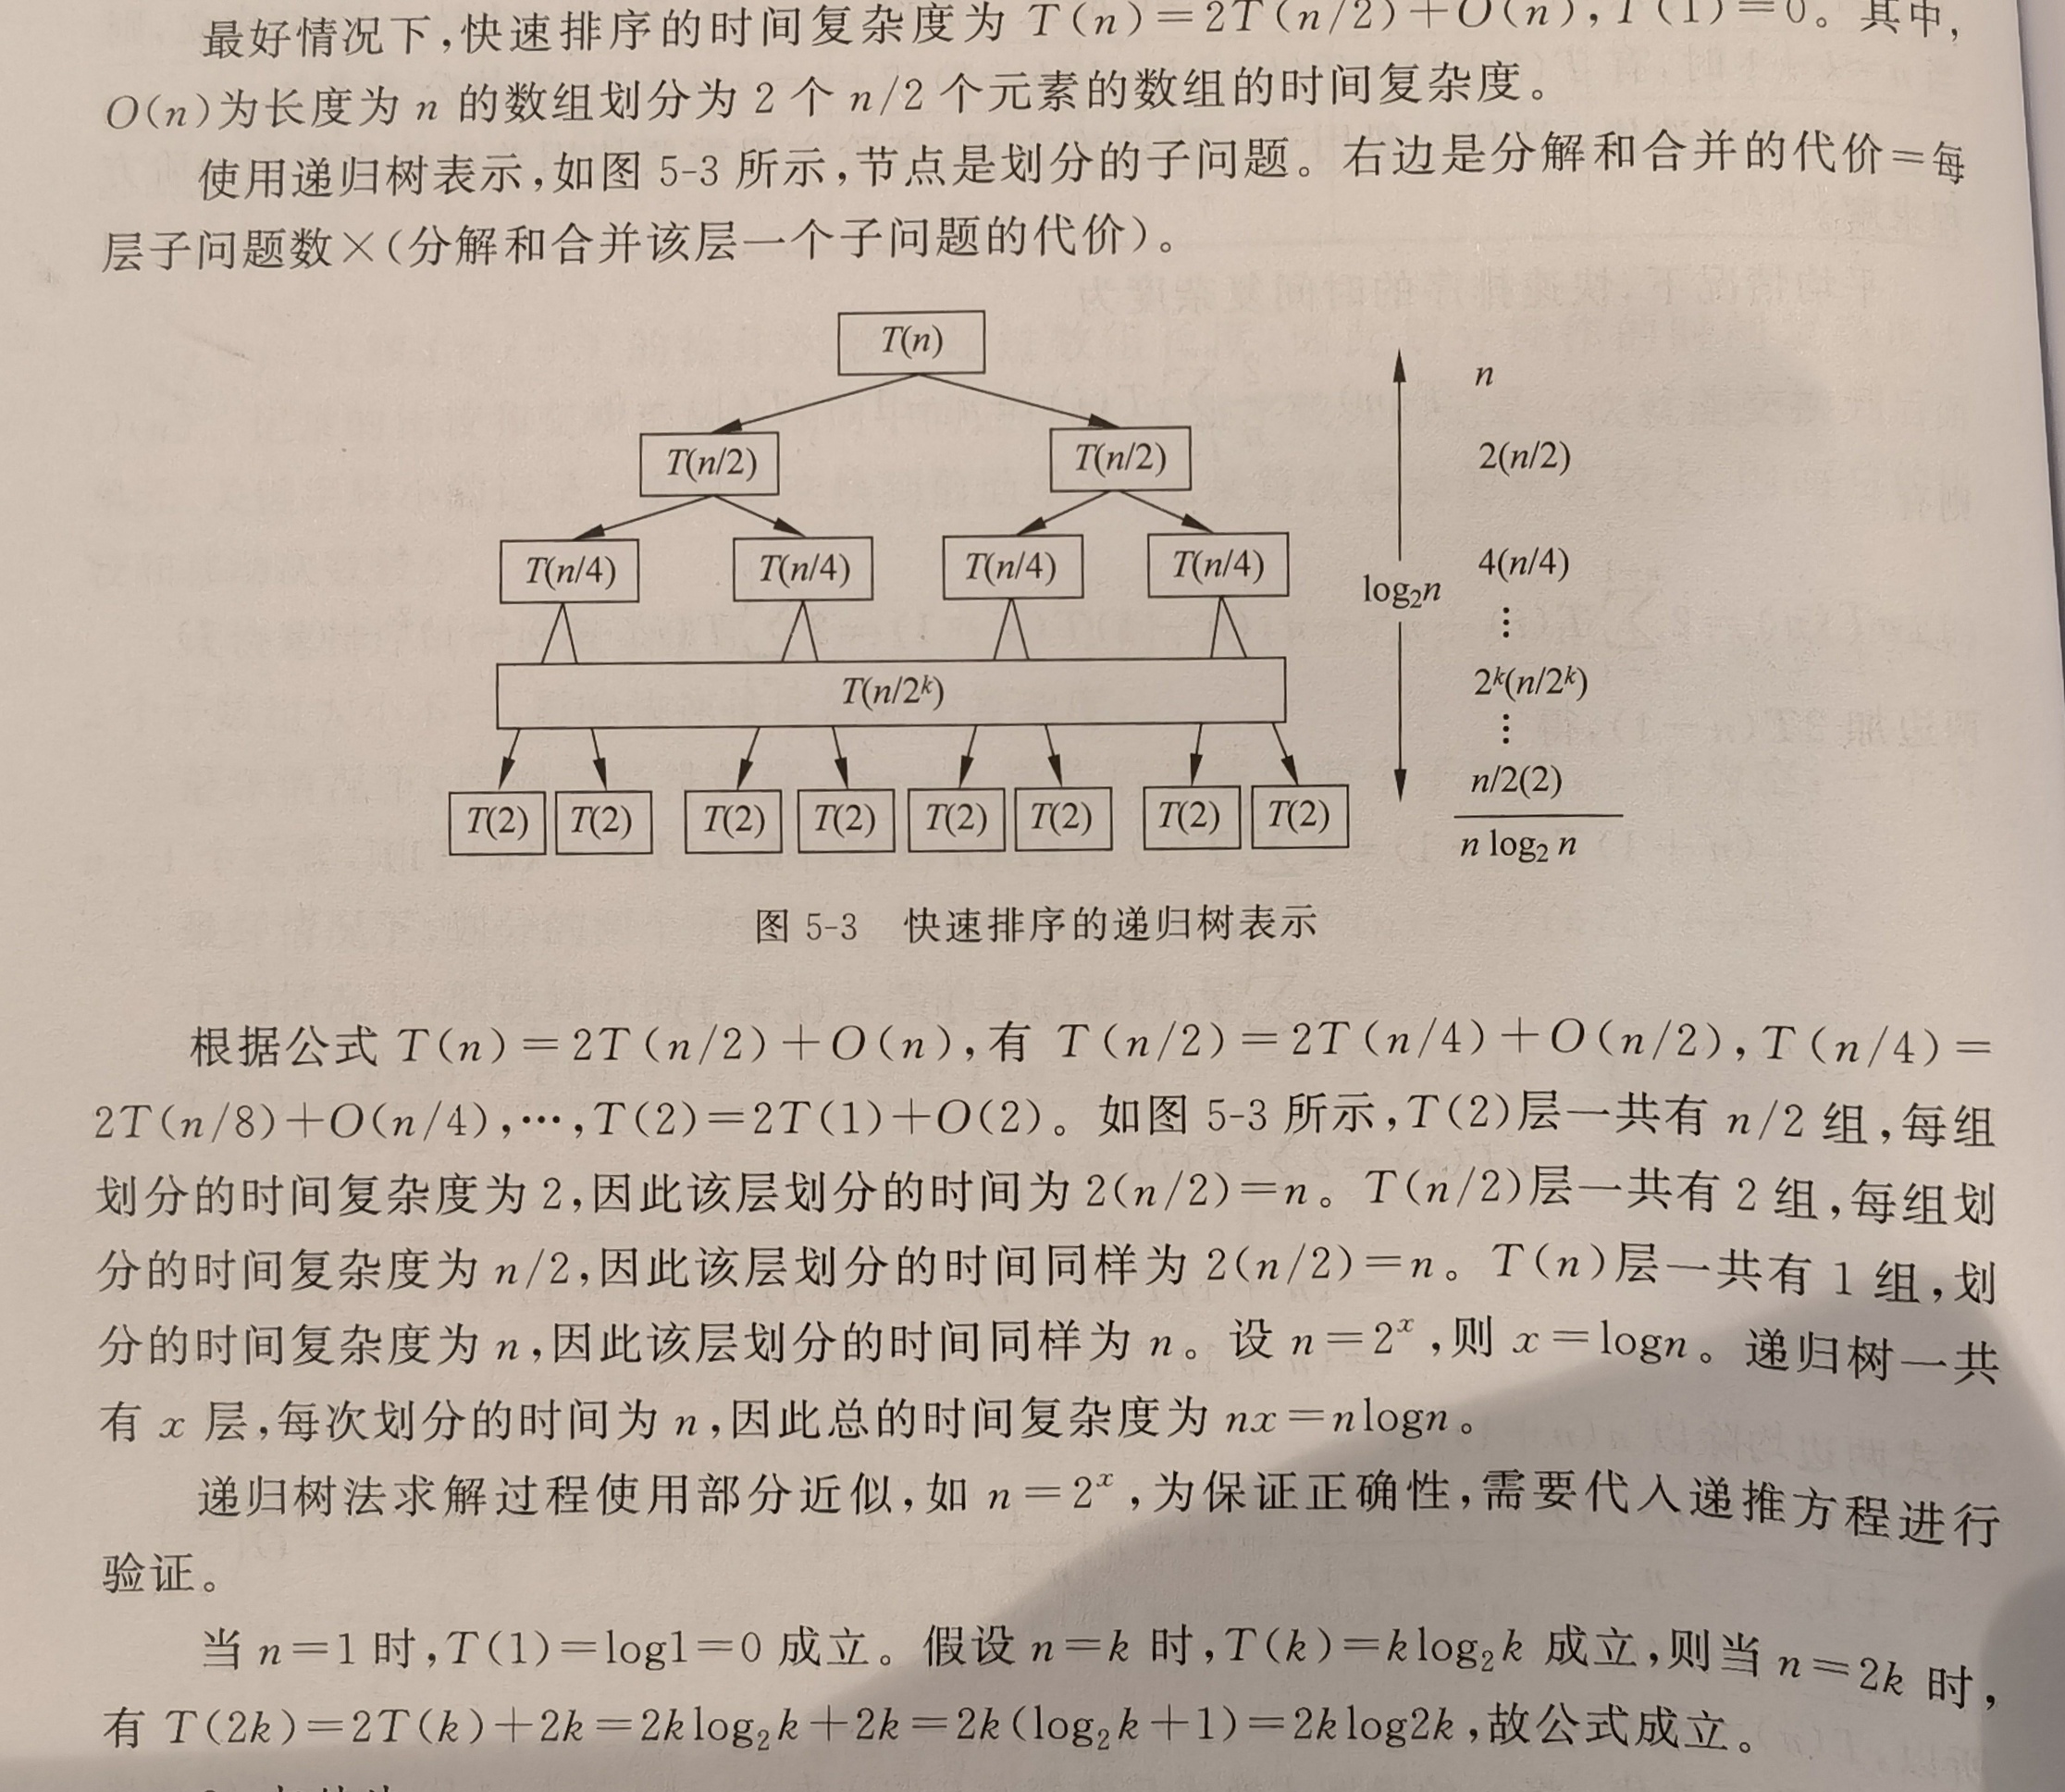 最好情况下,快速排序的时间复杂度为 T(n)=2T(n/2)+O(n),T(1)=0。其中,
O(n)为长度为 n 的数组划分为 2 个 n/2 个元素的数组的时间复杂度。
使用递归树表示,如图 5-3 所示,节点是划分的子问题。右边是分解和合并的代价=每
层子问题数×(分解和合并该层一个子问题的代价)。
T(n)
n
T(n/2) T(n/2)
2(n/2)
T(n/4) T(n/4) T(n/4) T(n/4)
4(n/4)
log₂n
⋮
T(n/2ᵏ)
2ᵏ(n/2ᵏ)
⋮
T(2) T(2) T(2) T(2) T(2) T(2) T(2) T(2)
n/2(2)
n log₂ n
图 5-3 快速排序的递归树表示
根据公式 T(n)=2T(n/2)+O(n),有 T(n/2)=2T(n/4)+O(n/2),T(n/4)=
2T(n/8)+O(n/4),…,T(2)=2T(1)+O(2)。如图 5-3 所示,T(2)层一共有 n/2 组,每组
划分的时间复杂度为 2,因此该层划分的时间为 2(n/2)=n。T(n/2)层一共有 2 组,每组划
分的时间复杂度为 n/2,因此该层划分的时间同样为 2(n/2)=n。T(n)层一共有 1 组,划
分的时间复杂度为 n,因此该层划分的时间同样为 n。设 n=2ˣ,则 x=logn。递归树一共
有 x 层,每次划分的时间为 n,因此总的时间复杂度为 nx=nlogn。
递归树法求解过程使用部分近似,如 n=2ˣ,为保证正确性,需要代入递推方程进行
验证。
当 n=1 时,T(1)=log1=0 成立。假设 n=k 时,T(k)=klog₂k 成立,则当 n=2k 时,
有 T(2k)=2T(k)+2k=2klog₂k+2k=2k(log₂k+1)=2klog2k,故公式成立。